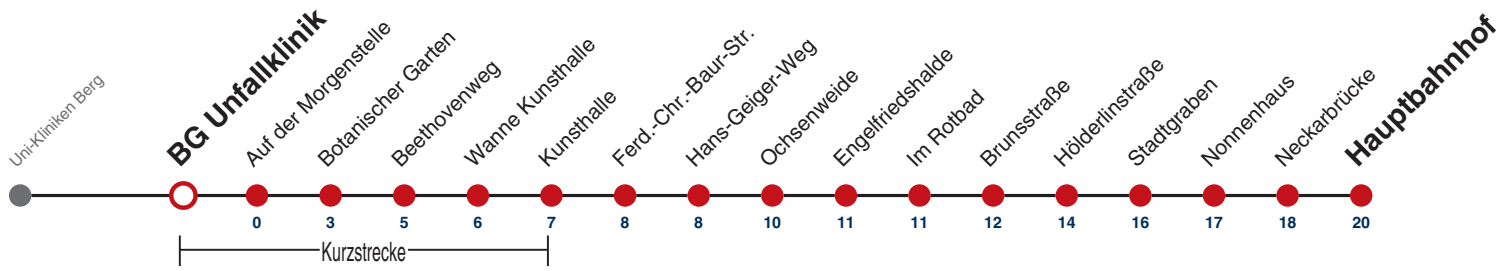 Uni-Kliniken Berg
BG Unfallklinik
Auf der Morgenstelle
Botanischer Garten
Beethovenweg
Wanne Kunsthalle
Kunsthalle
Ferd.-Chr.-Baur-Str.
Hans-Geiger-Weg
Ochsenweide
Engelfriedshalde
Im Rotbad
Brunsstraße
Hölderlinstraße
Stadtgraben
Nonnenhaus
Neckarbrücke
Hauptbahnhof
0 3 5 6 7 8 8 10 11 11 12 14 16 17 18 20
Kurzstrecke